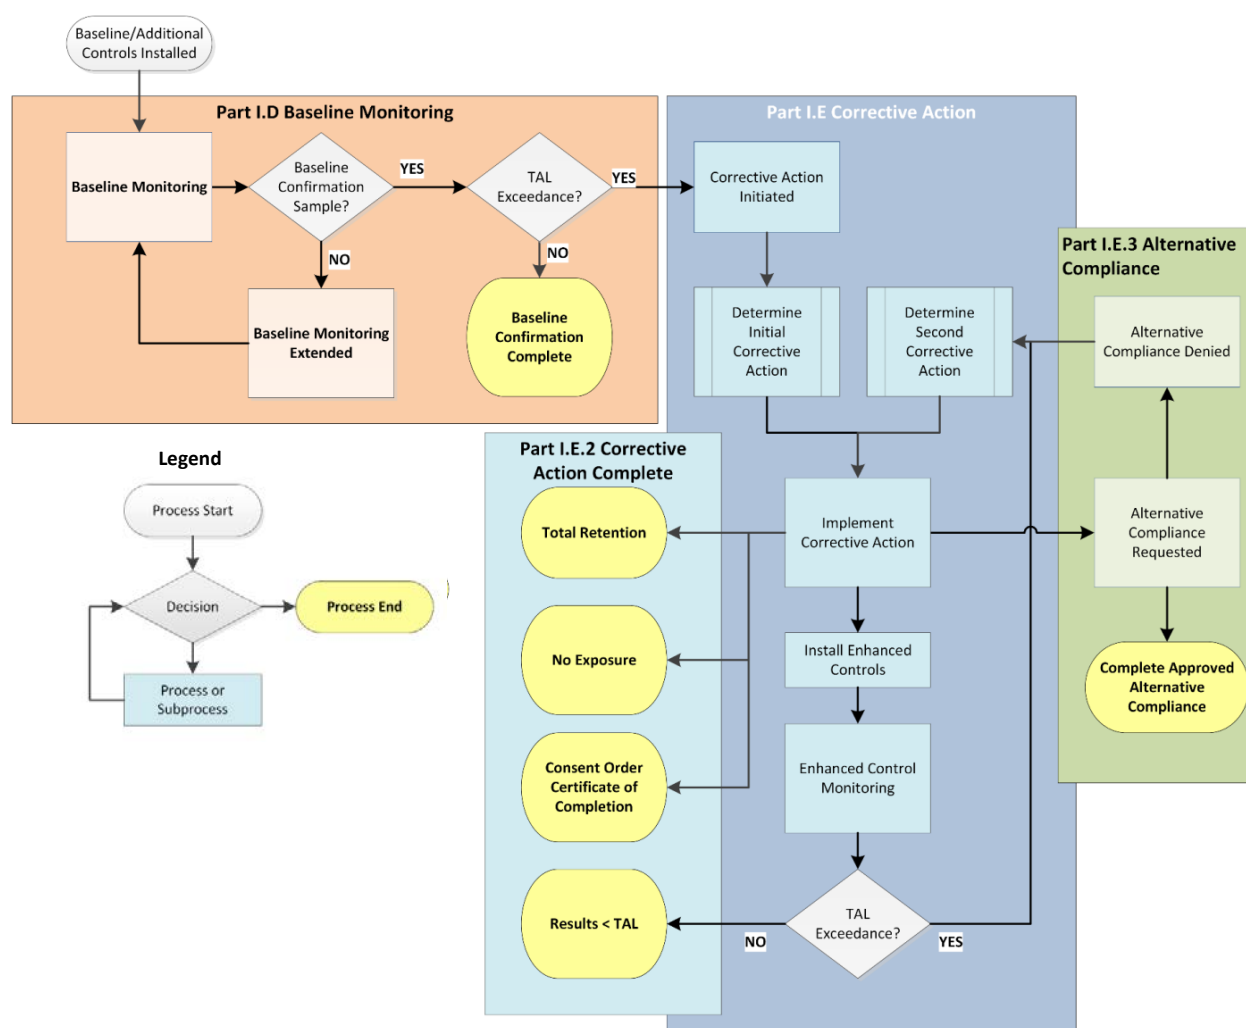 Baseline/Additional
Controls Installed
Part I.D Baseline Monitoring
Baseline Monitoring
Baseline
Confirmation
Sample?
YES
NO
TAL
Exceedance?
YES
NO
Baseline Monitoring
Extended
Baseline
Confirmation
Complete
Part I.E Corrective Action
Corrective Action
Initiated
Determine
Initial
Corrective
Action
Determine
Second
Corrective
Action
Part I.E.3 Alternative
Compliance
Alternative
Compliance Denied
Alternative
Compliance
Requested
Complete Approved
Alternative
Compliance
Implement
Corrective Action
Install Enhanced
Controls
Enhanced Control
Monitoring
TAL
Exceedance?
NO
YES
Part I.E.2 Corrective
Action Complete
Total Retention
No Exposure
Consent Order
Certificate of
Completion
Results < TAL
Legend
Process Start
Decision
Process End
)
Process or
Subprocess